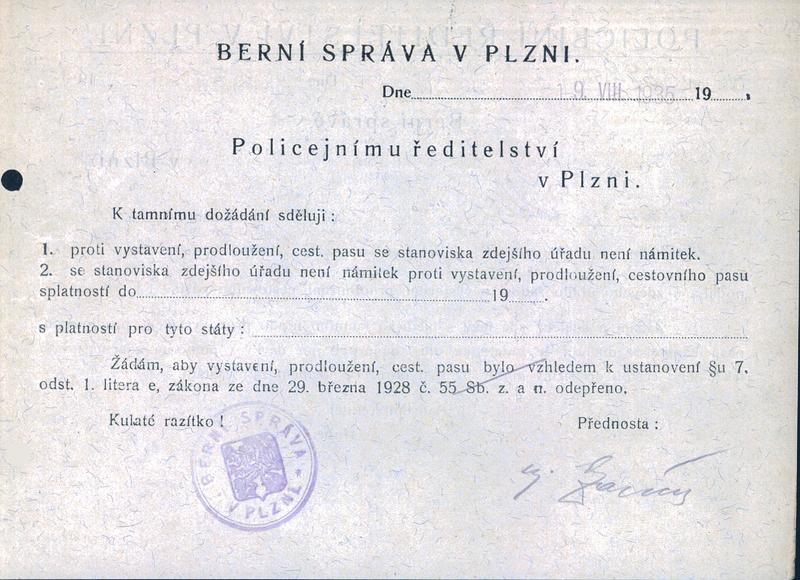 BERNÍ SPRÁVA V PLZNI.
Dne 19. VIII. 1935 19 .
Policejnímu ředitelství
v Plzni.
K tamnímu dožádání sděluji :
1. proti vystavení, prodloužení, cest. pasu se stanoviska zdejšího úřadu není námitek.
2. se stanoviska zdejšího úřadu není námitek proti vystavení, prodloužení, cestovního pasu
splatností do 19 .
s platností pro tyto státy :
Žádám, aby vystavení, prodloužení, cest. pasu bylo vzhledem k ustanovení §u 7.
odst. 1. litera e, zákona ze dne 29. března 1928 č. 55 Sb. z. a n. odepřeno.
Kulaté razítko !
Přednosta :
BERNÍ SPRÁVA
V PLZNI